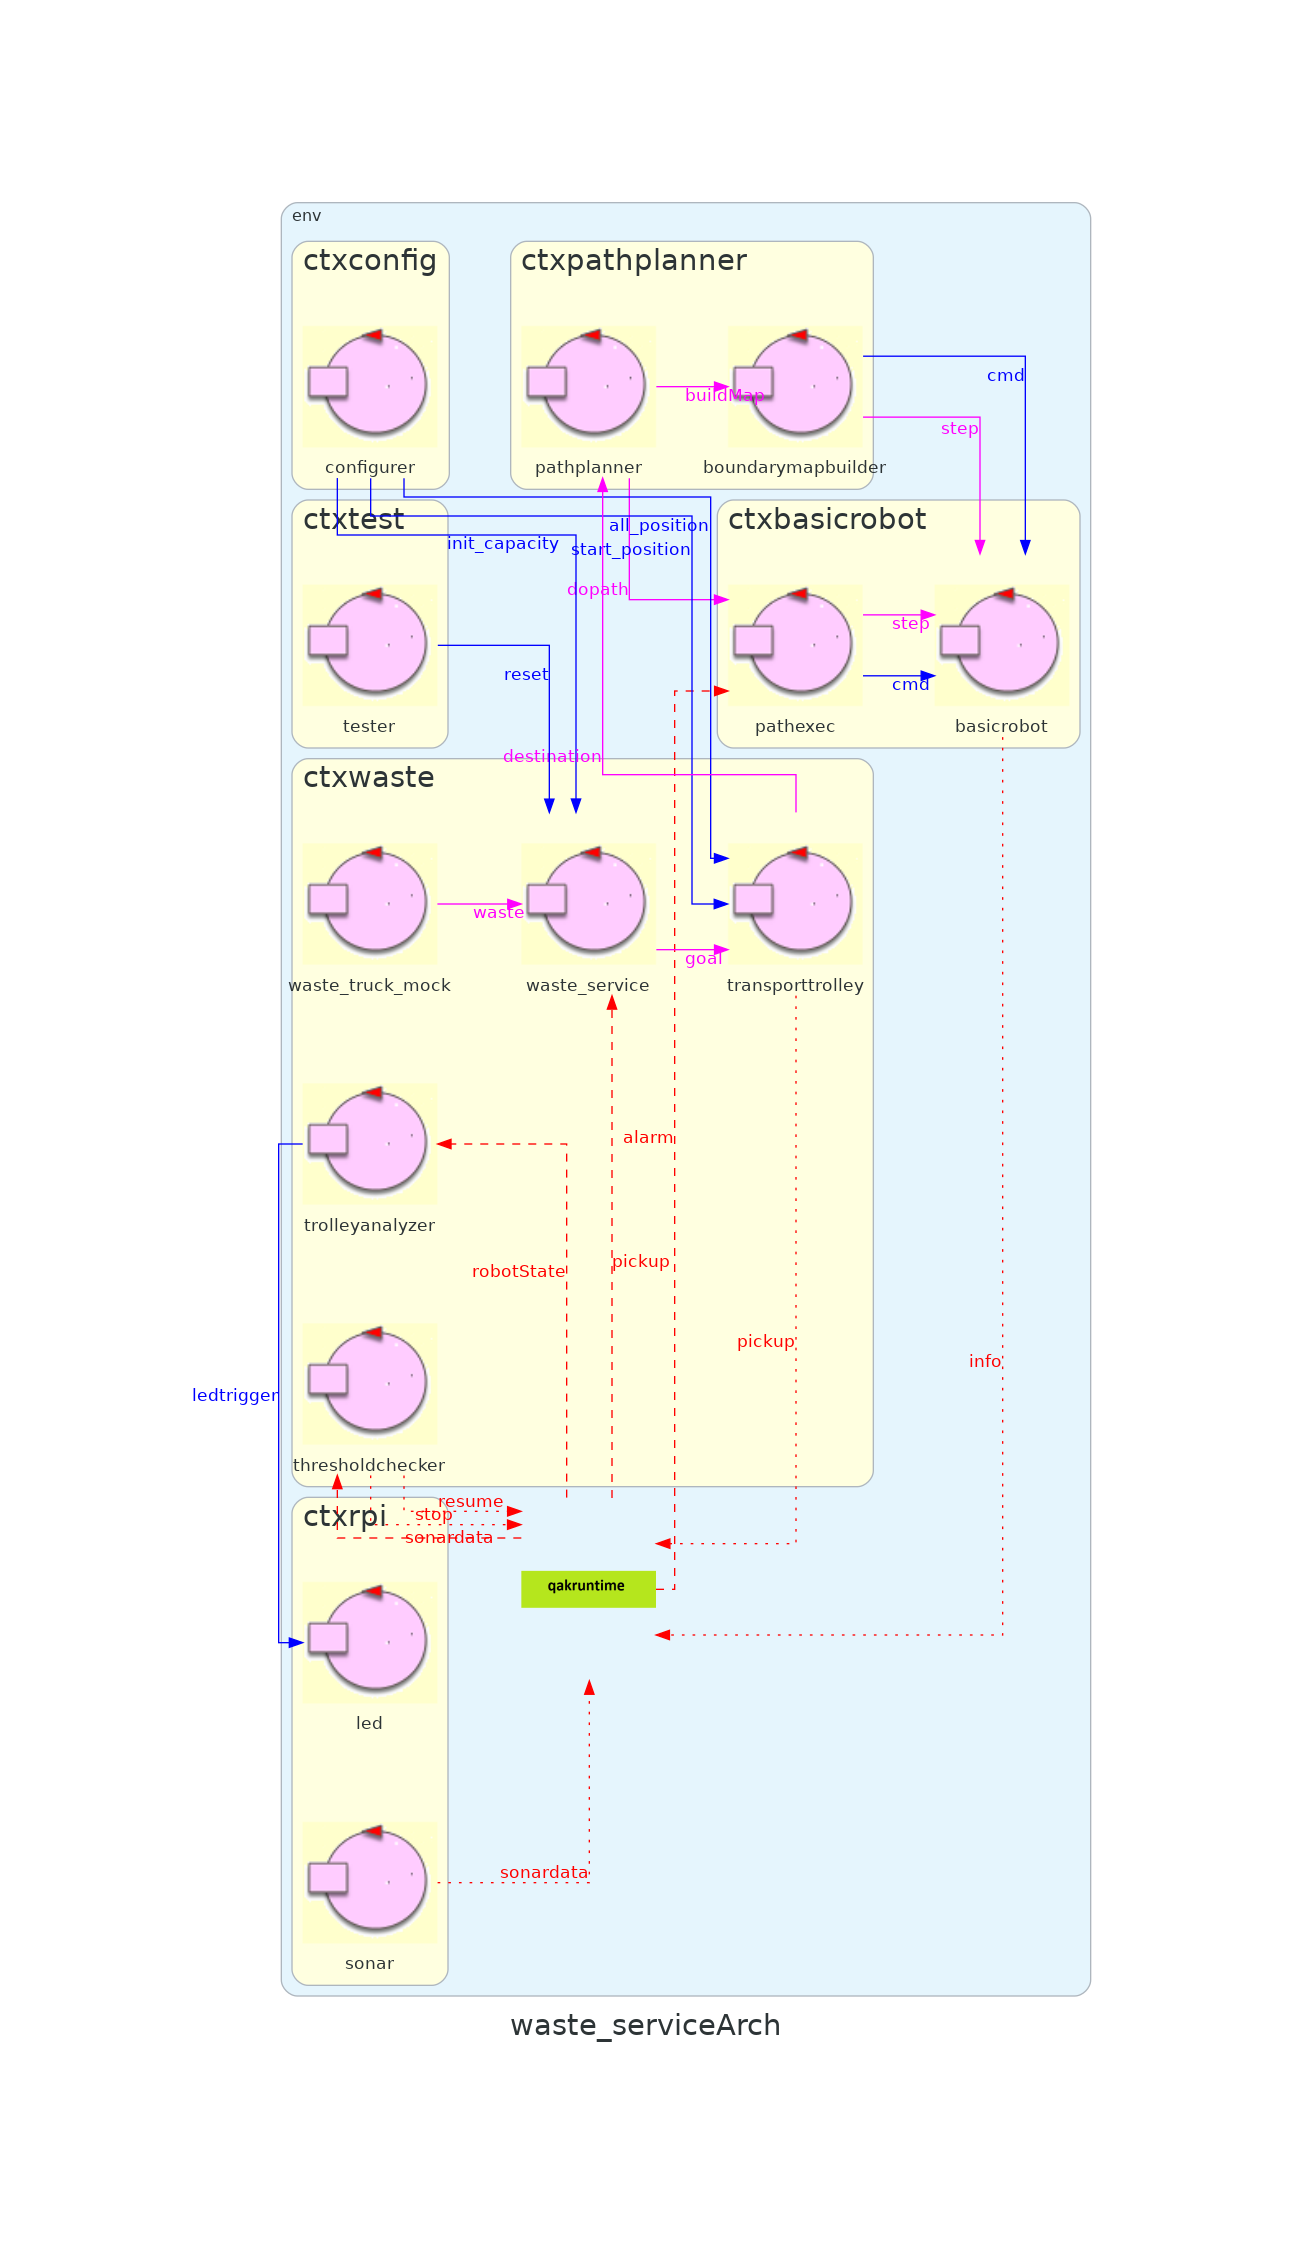 env
ctxconfig
ctxpathplanner
cmd
buildMap
step
configurer
pathplanner
boundarymapbuilder
ctxtest
ctxbasicrobot
all_position
init_capacity
start_position
dopath
step
reset
cmd
tester
pathexec
basicrobot
destination
ctxwaste
waste
goal
waste_truck_mock
waste_service
transporttrolley
alarm
trolleyanalyzer
pickup
robotState
pickup
info
ledtrigger
thresholdchecker
resume
ctxrpi
stop
sonardata
qakruntime
led
sonardata
sonar
waste_serviceArch